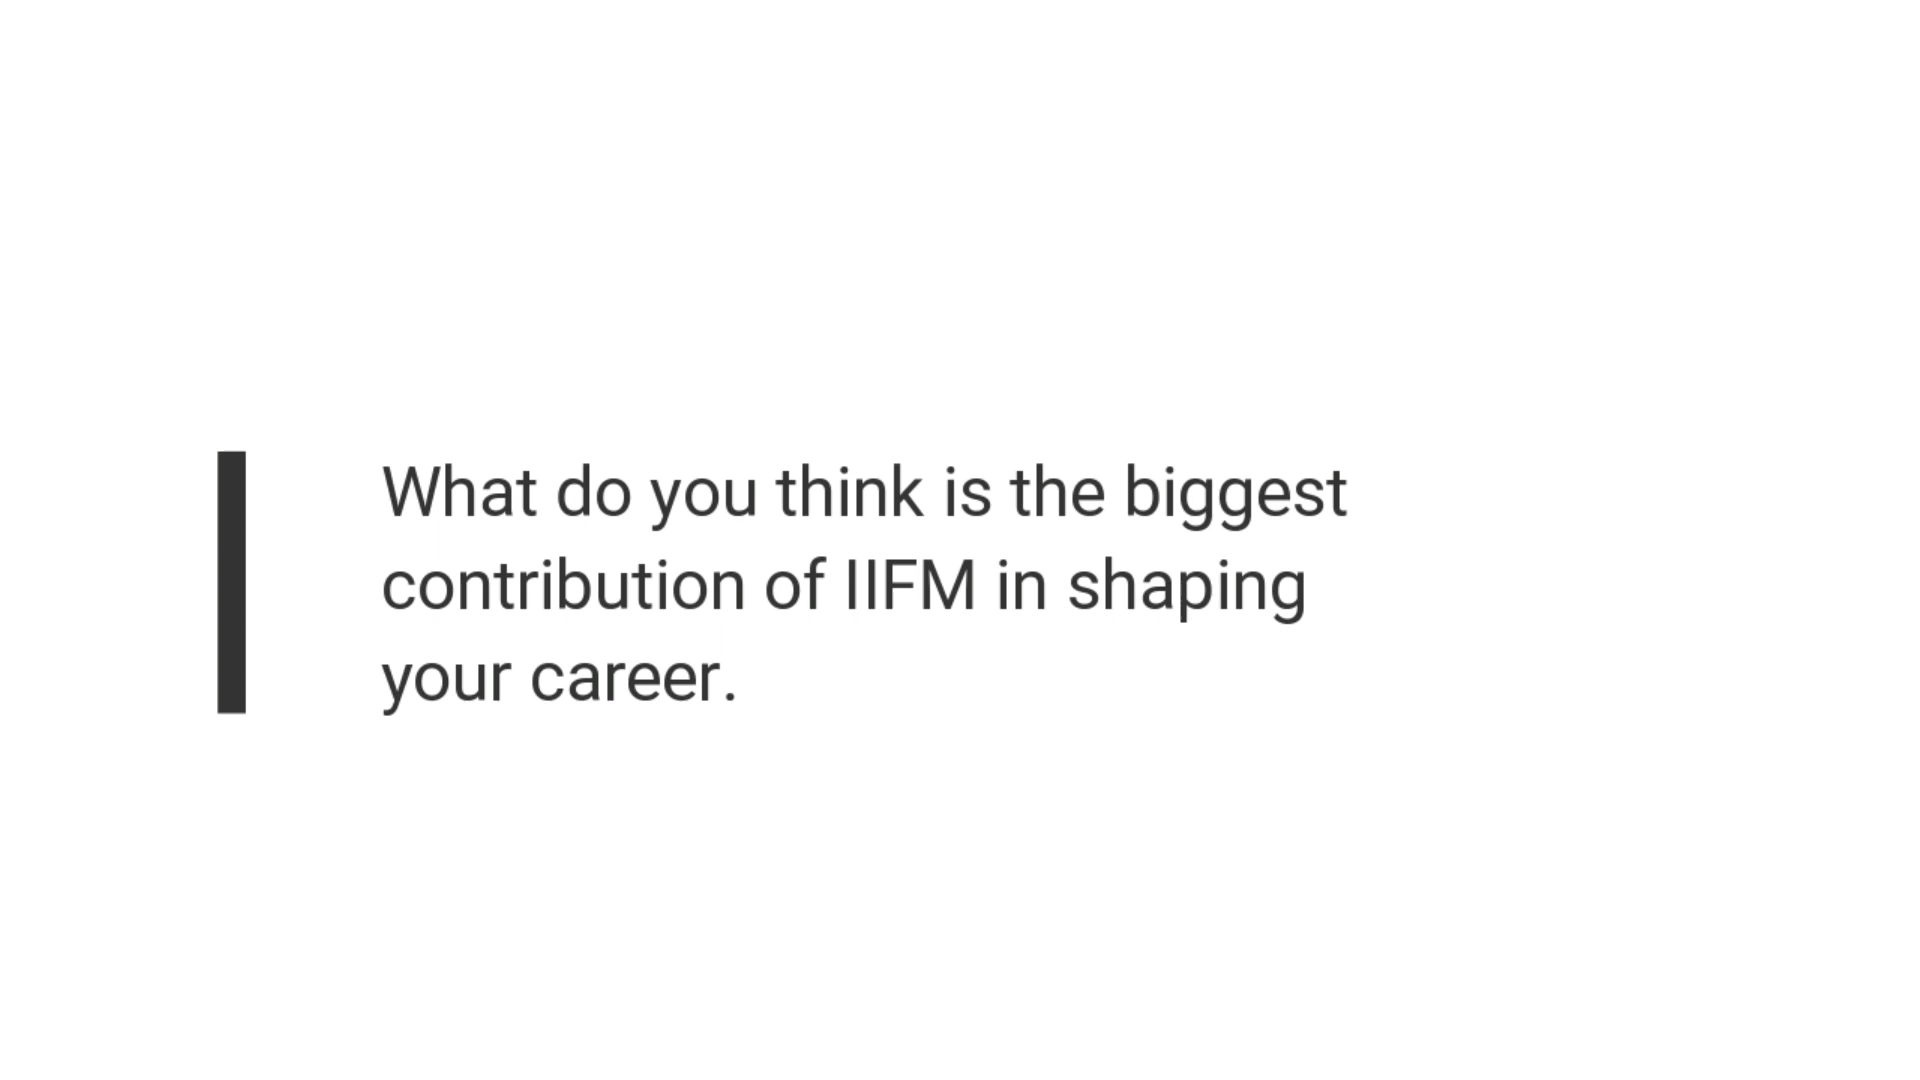 What do you think is the biggest
contribution of IIFM in shaping
your career.